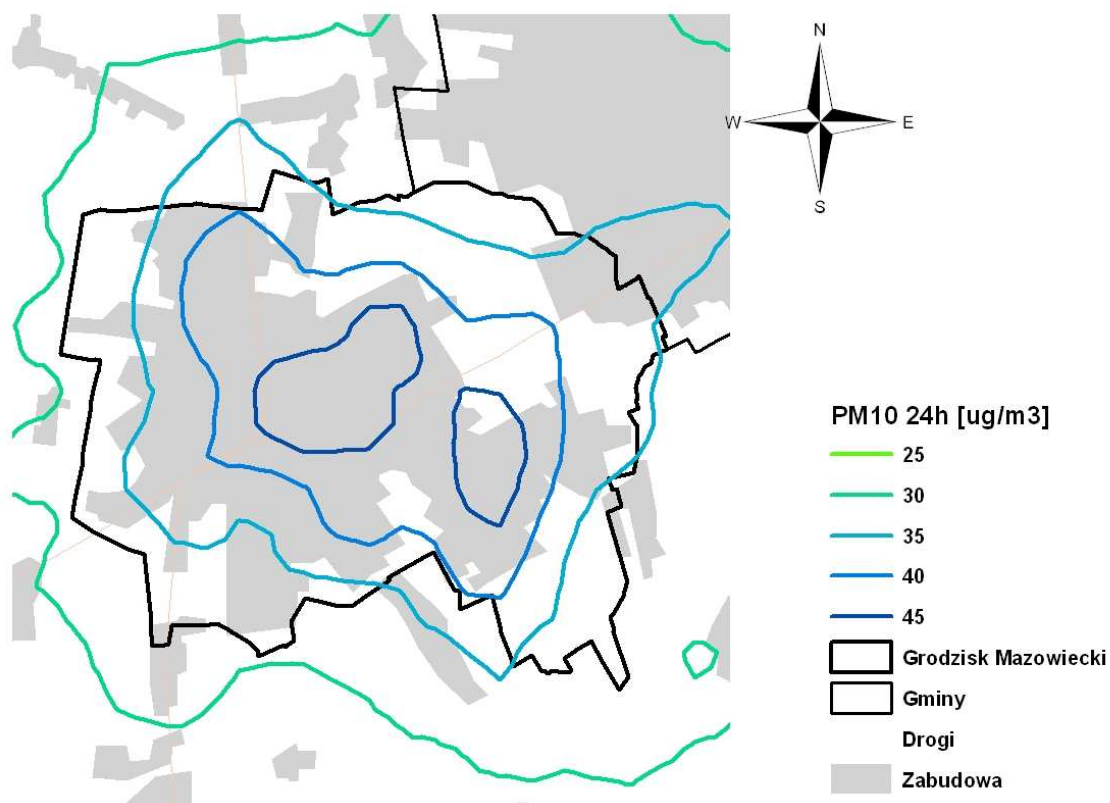 N
W
E
S
PM10 24h [ug/m3]
25
30
35
40
45
Grodzisk Mazowiecki
Gminy
Drogi
Zabudowa